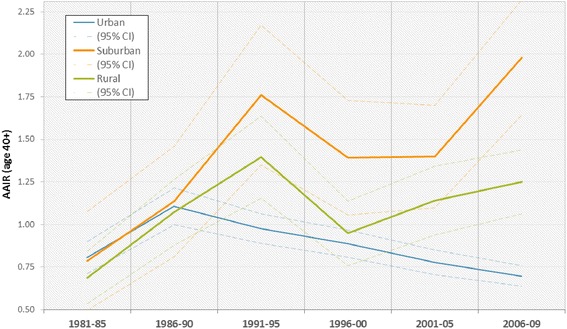 2.25
2.00
1.75
1.50
1.25
1.00
0.75
0.50
AAIR (age 40+)
Urban
(95% CI)
Suburban
(95% CI)
Rural
(95% CI)
1981-85 1986-90 1991-95 1996-00 2001-05 2006-09